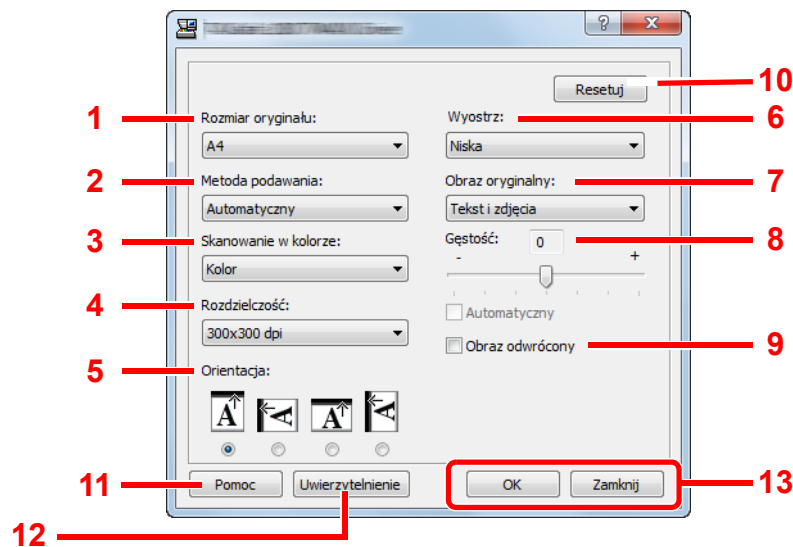 10
Resetuj
1
Rozmiar oryginału:
A4
2
Metoda podawania:
Automatyczny
3
Skanowanie w kolorze:
Kolor
4
Rozdzielczość:
300x300 dpi
5
Orientacja:
A A A A
6
Wyostrz:
Niska
7
Obraz oryginalny:
Tekst i zdjęcia
8
Gęstość: 0
- +
Automatyczny
9
Obraz odwrócony
11
Pomoc
Uwierzytelnienie
12
OK
Zamknij
13